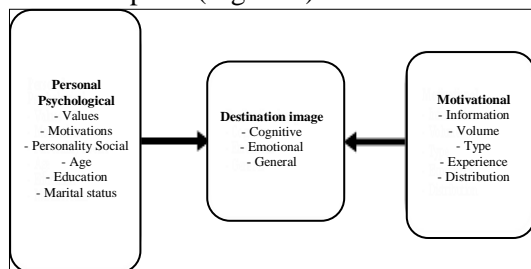 Personal
Psychological
- Values
- Motivations
- Personality Social
- Age
- Education
- Marital status
Destination image
- Cognitive
- Emotional
- General
Motivational
- Information
- Volume
- Type
- Experience
- Distribution